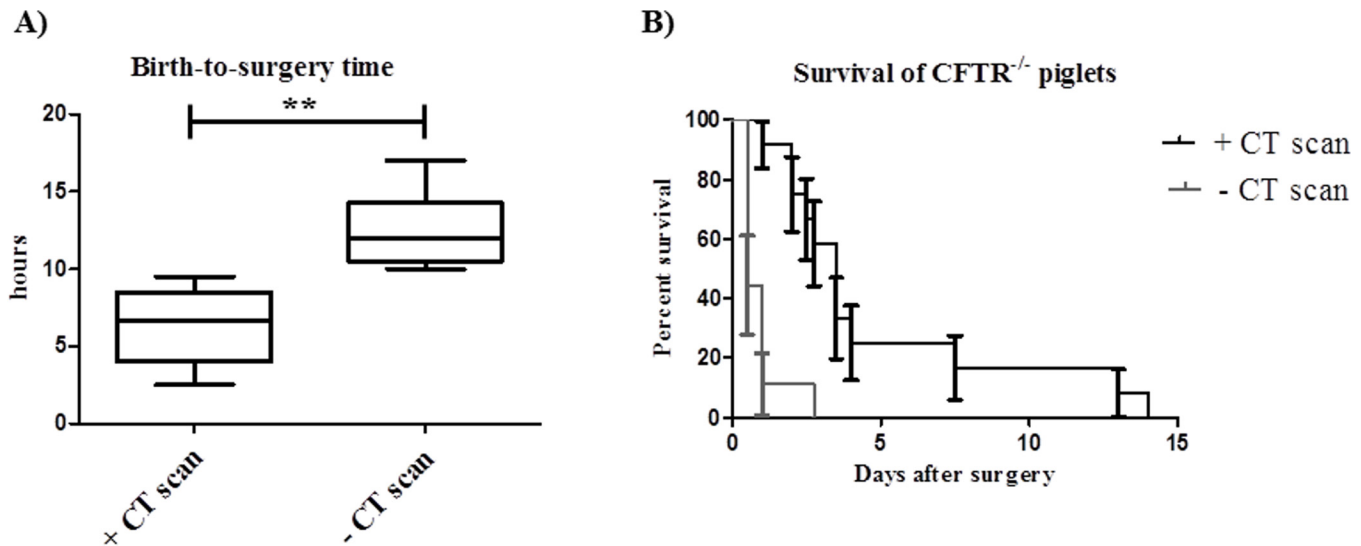 A)
Birth-to-surgery time
**
20
15
10
5
0
hours
+ CT scan
- CT scan
B)
Survival of CFTR-/- piglets
100
80
60
40
20
0
Percent survival
0 5 10 15
Days after surgery
+ CT scan
- CT scan